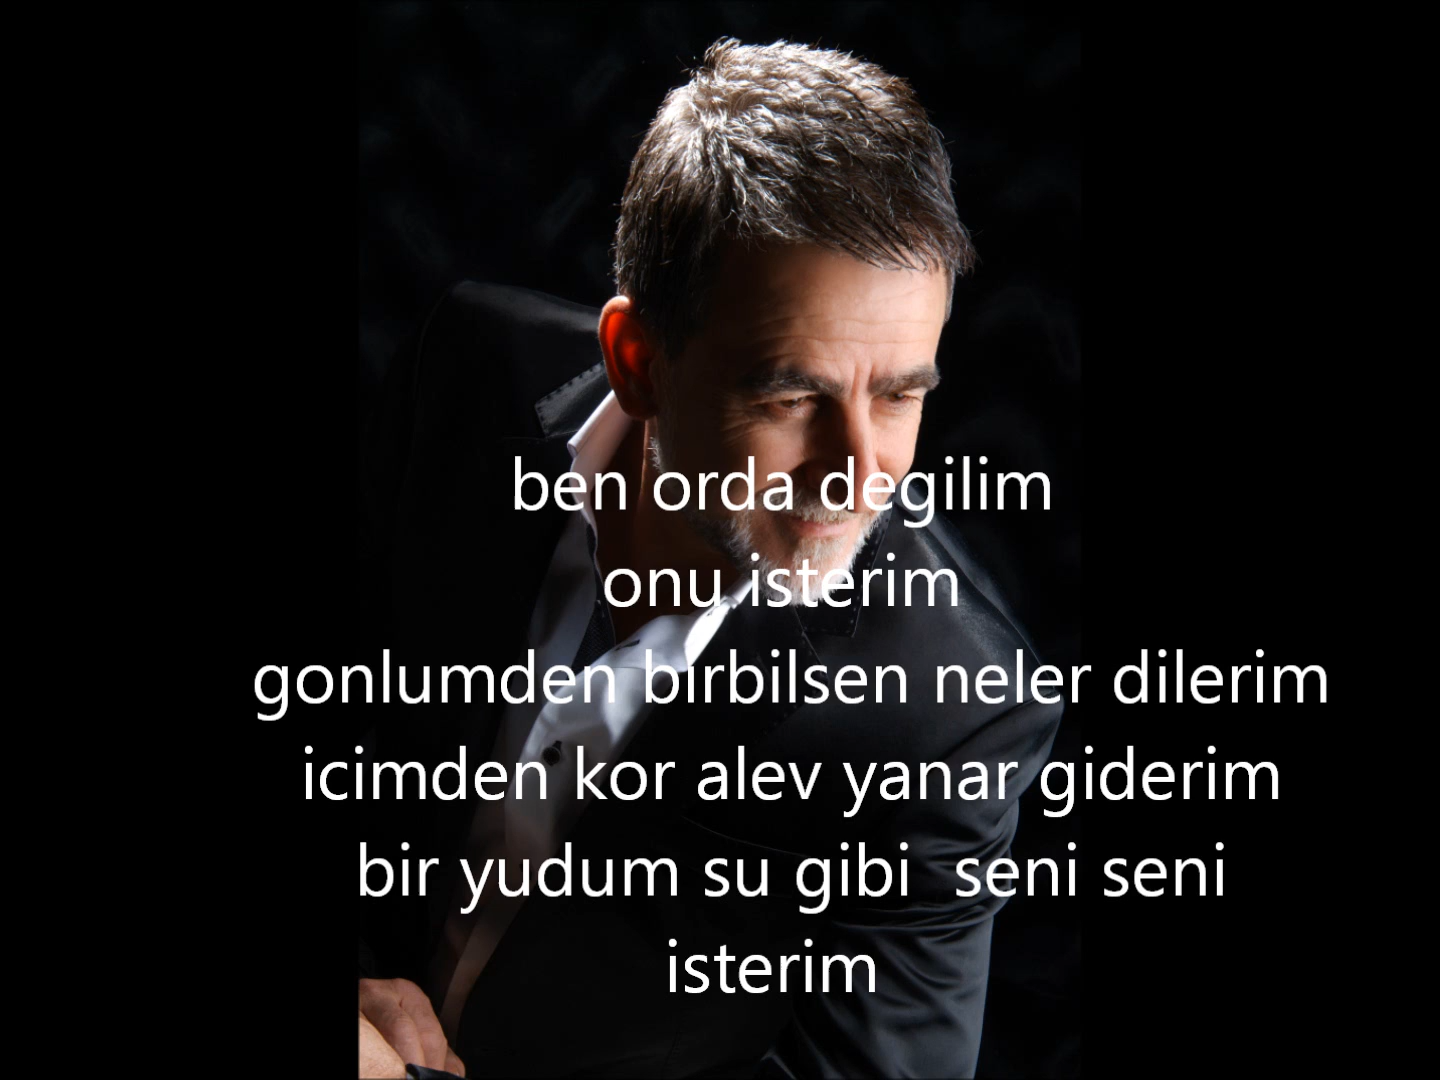 ben orda degilim
onu isterim
gonlumden birbilsen neler dilerim
icimden kor alev yanar giderim
bir yudum su gibi  seni seni
isterim